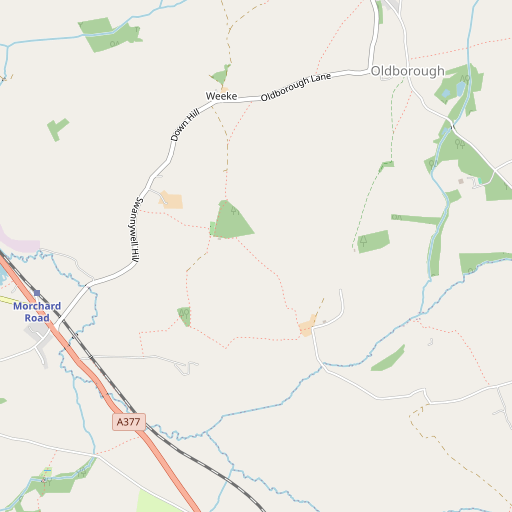 Oldborough
Oldborough Lane
Weeke
Down Hill
Swannywell Hill
Morchard
Road
A377